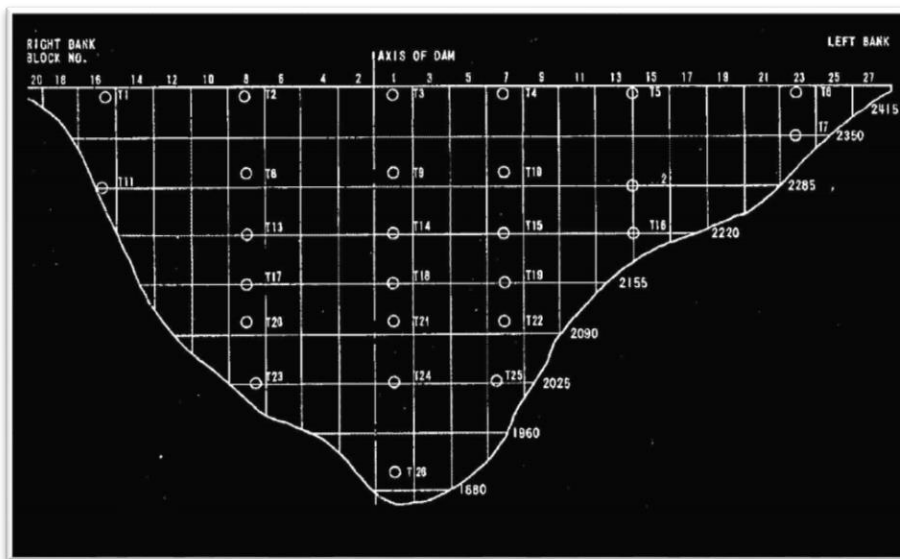 RIGHT BANK
BLOCK NO.
AXIS OF DAM
LEFT BANK
20 18 16 14 12 10 8 6 4 2 1 3 5 7 9 11 13 15 17 19 21 23 25 27
T1 T2 T3 T4 T5 T6
2415
T7
2350
T8 T9 T10
T11 2
2285
T13 T14 T15 T16
2220
T17 T18 T19
2155
T20 T21 T22
2090
T23 T24 T25
2025
1960
T26
1880